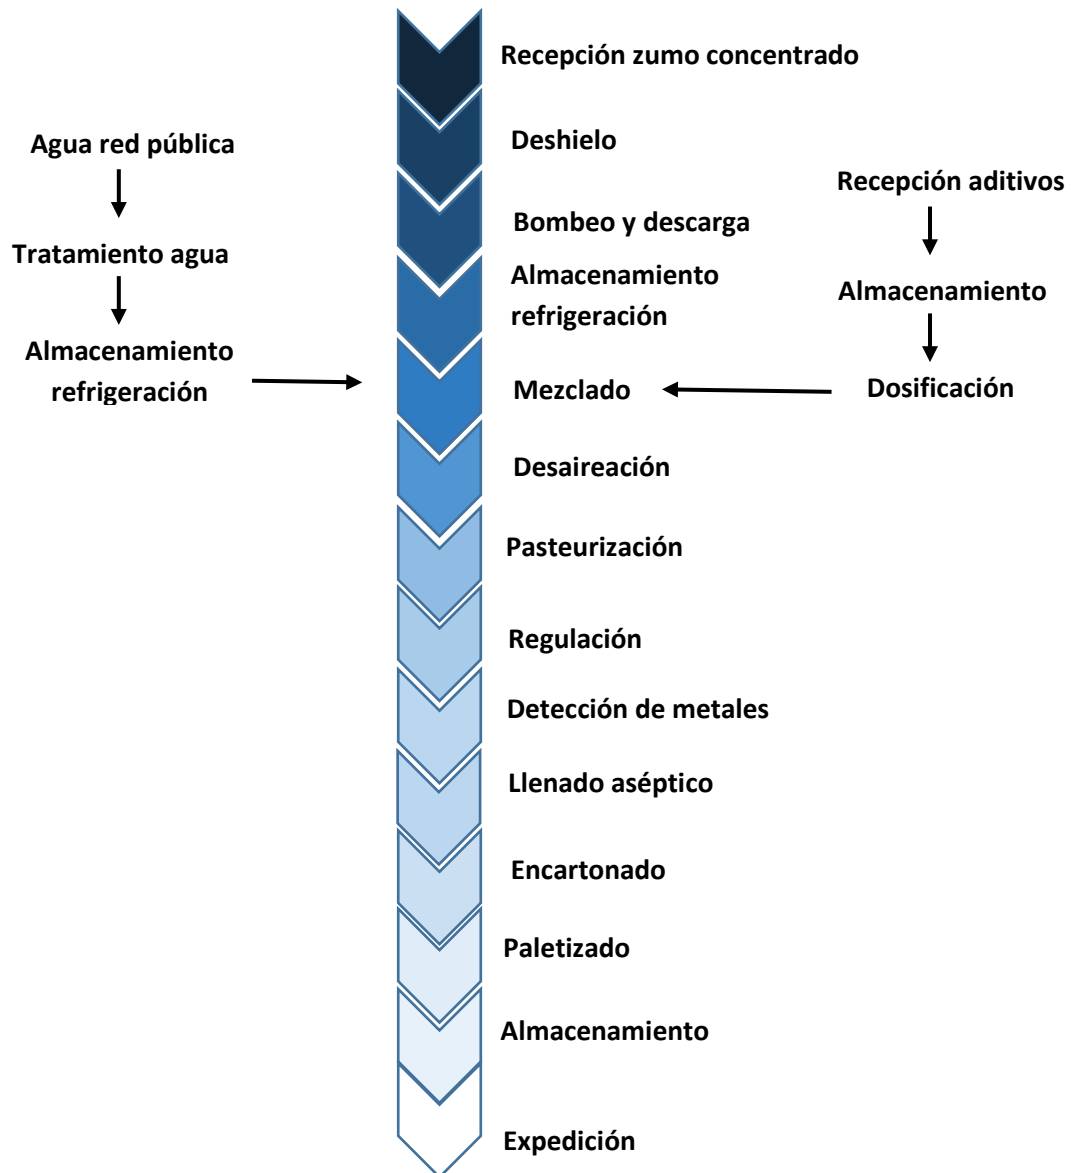 Recepción zumo concentrado
Deshielo
Bombeo y descarga
Almacenamiento
refrigeración
Mezclado
Desaireación
Pasteurización
Regulación
Detección de metales
Llenado aséptico
Encartonado
Paletizado
Almacenamiento
Expedición
Agua red pública
Tratamiento agua
Almacenamiento
refrigeración
Recepción aditivos
Almacenamiento
Dosificación